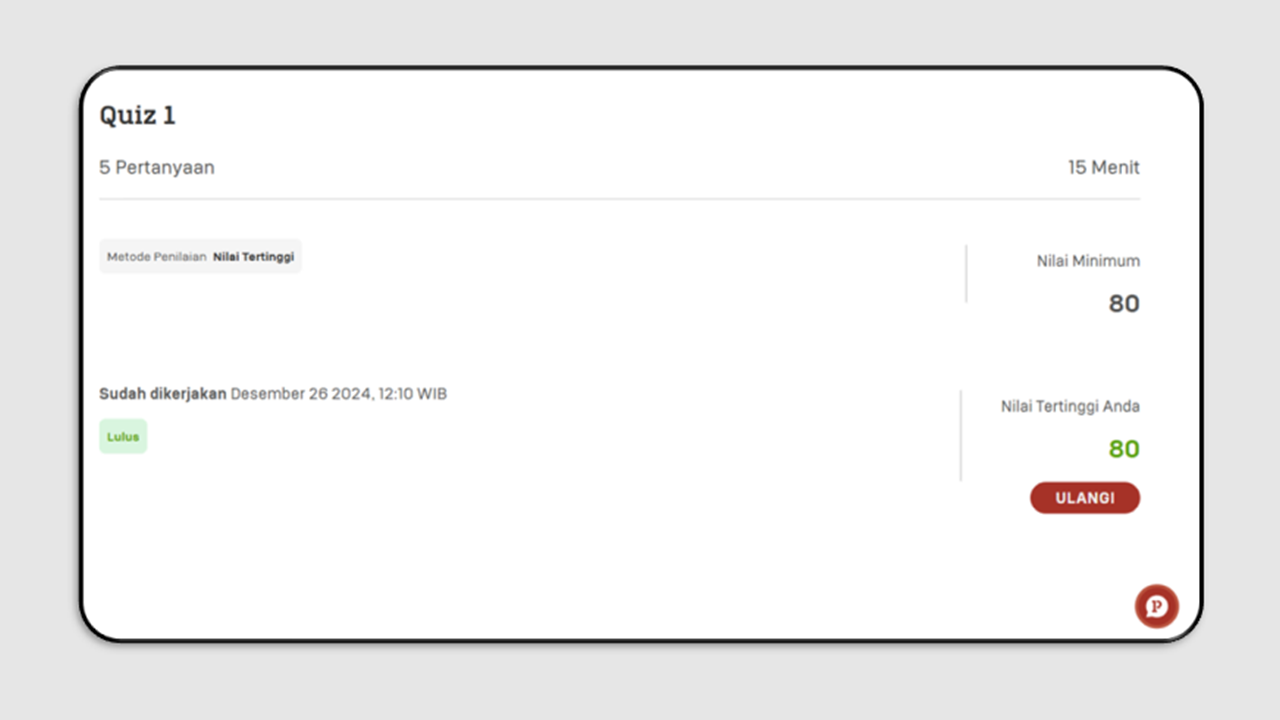 Quiz 1
5 Pertanyaan
15 Menit
Metode Penilaian Nilai Tertinggi
Nilai Minimum
80
Sudah dikerjakan Desember 26 2024, 12:10 WIB
Lulus
Nilai Tertinggi Anda
80
ULANGI
P